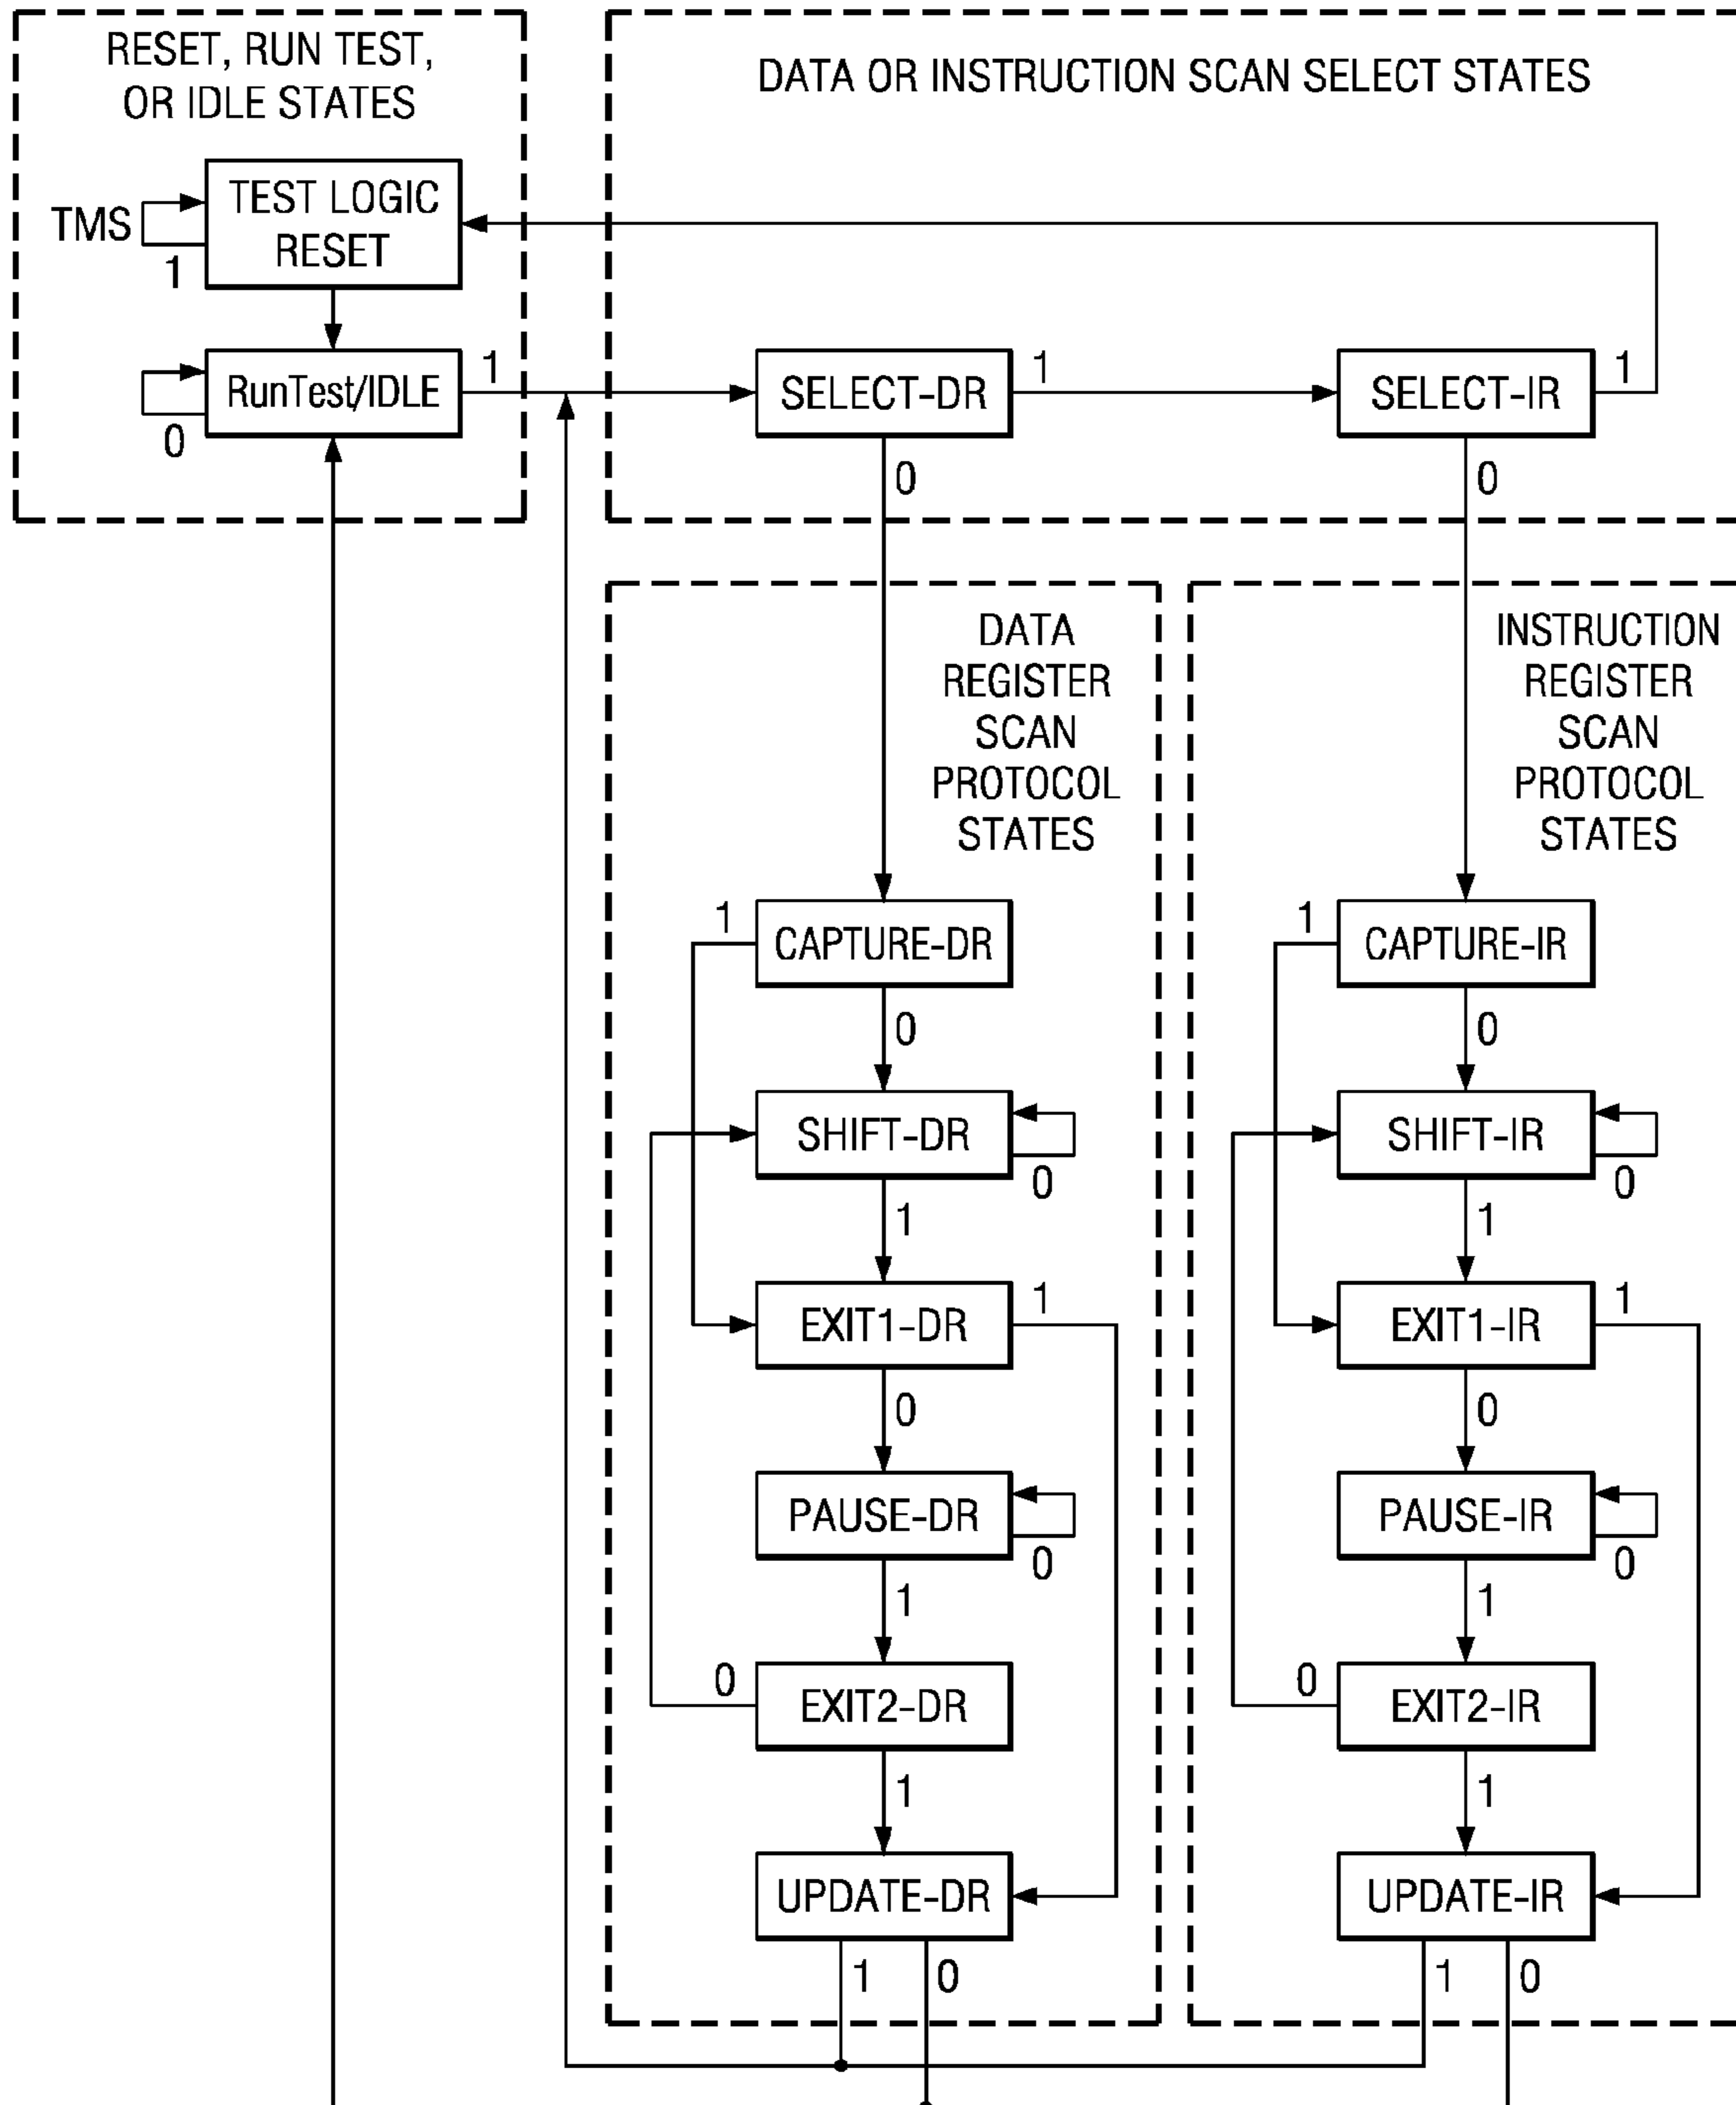 RESET, RUN TEST,
OR IDLE STATES
TMS
TEST LOGIC
RESET
1
RunTest/IDLE
1
0
DATA OR INSTRUCTION SCAN SELECT STATES
SELECT-DR
1
SELECT-IR
1
0
0
DATA
REGISTER
SCAN
PROTOCOL
STATES
1
CAPTURE-DR
0
SHIFT-DR
0
1
EXIT1-DR
1
0
PAUSE-DR
0
1
0
EXIT2-DR
1
UPDATE-DR
1
0
INSTRUCTION
REGISTER
SCAN
PROTOCOL
STATES
1
CAPTURE-IR
0
SHIFT-IR
0
1
EXIT1-IR
1
0
PAUSE-IR
0
1
0
EXIT2-IR
1
UPDATE-IR
1
0